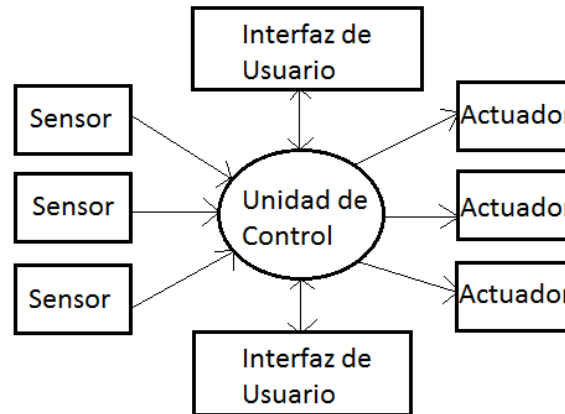 Interfaz de
Usuario
Sensor
Actuador
Sensor
Unidad de
Control
Actuador
Sensor
Actuador
Interfaz de
Usuario